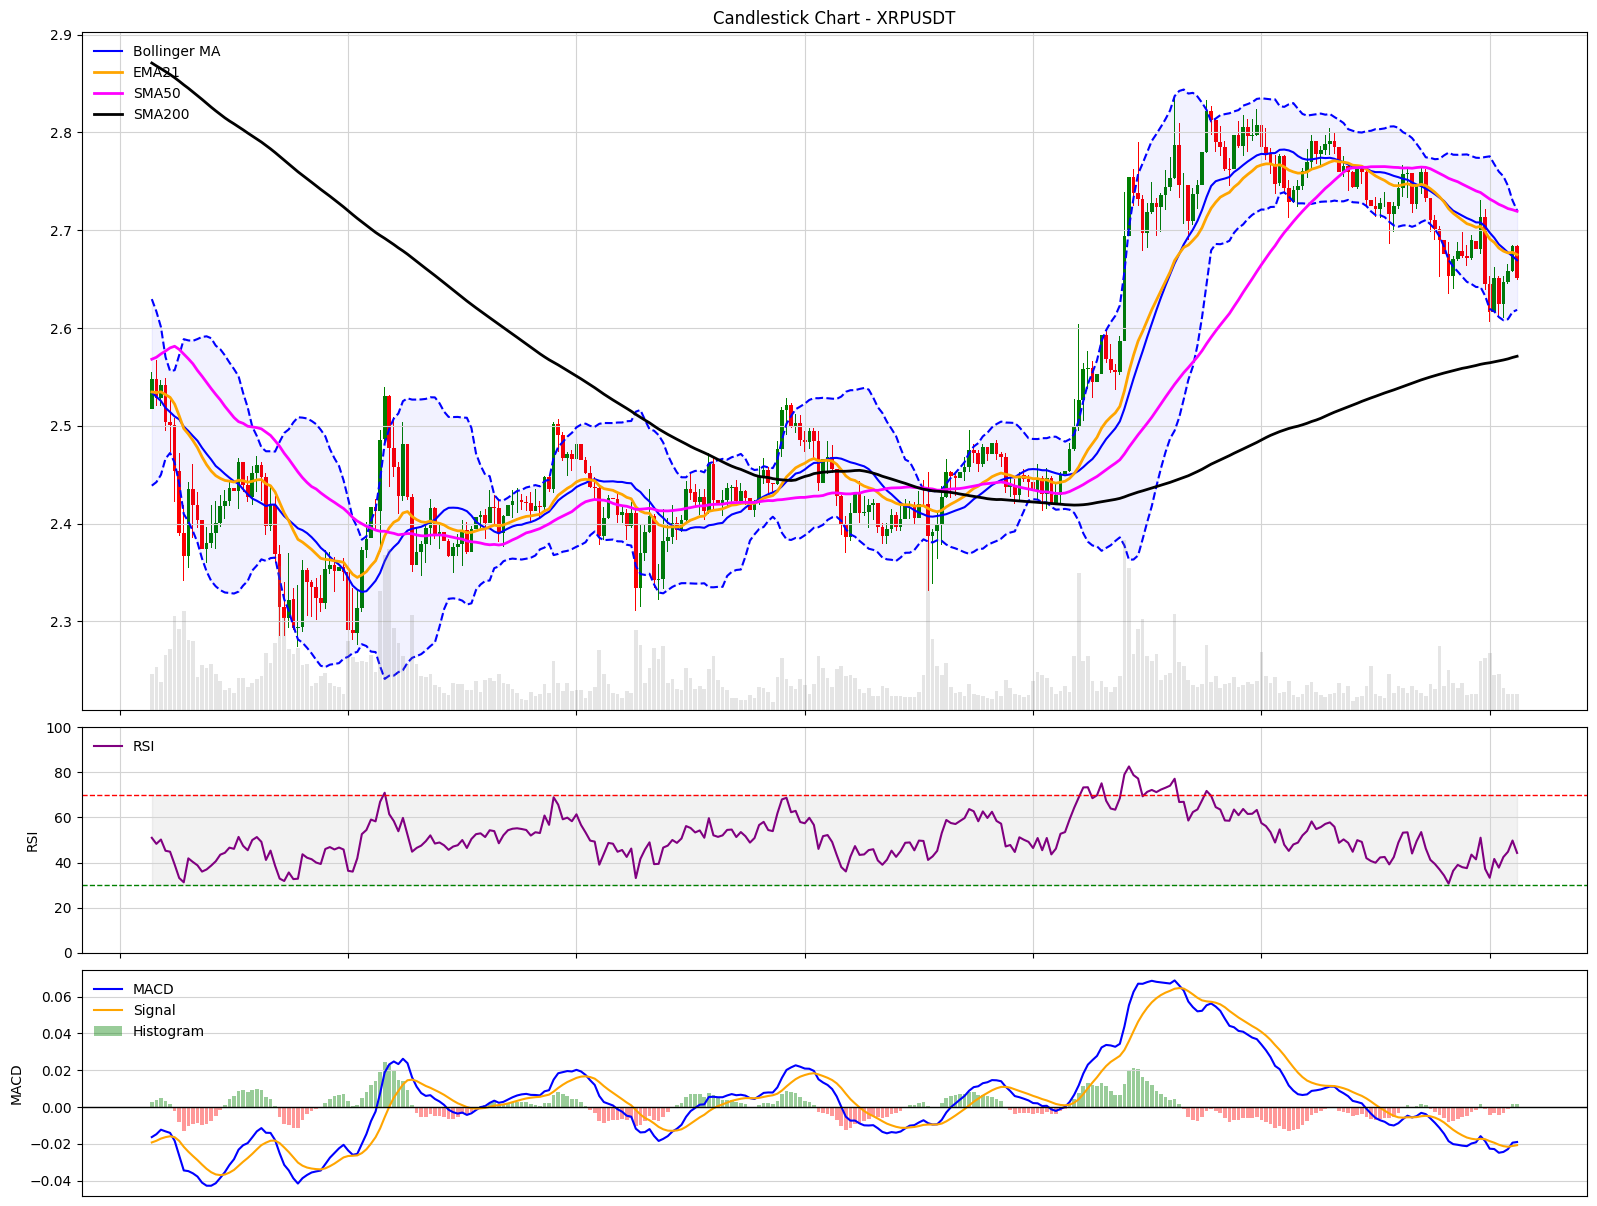 Candlestick Chart - XRPUSDT
Bollinger MA
EMA21
SMA50
SMA200
2.9
2.8
2.7
2.6
2.5
2.4
2.3
RSI
100
80
60
40
20
0
RSI
MACD
Signal
Histogram
0.06
0.04
0.02
0.00
−0.02
−0.04
MACD